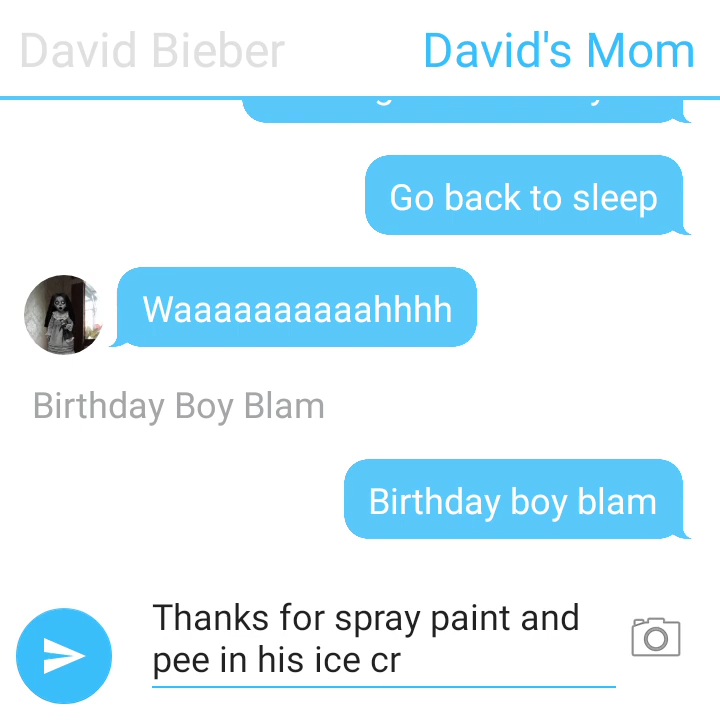 David Bieber David's Mom
Go back to sleep
Waaaaaaaaaahhhh
Birthday Boy Blam
Birthday boy blam
Thanks for spray paint and
pee in his ice cr